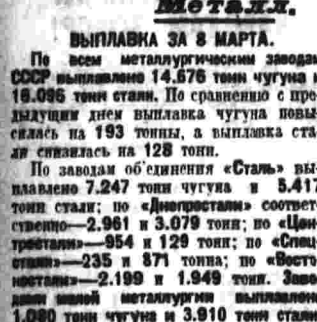 Металл.
ВЫПЛАВКА ЗА 8 МАРТА.
По всем металлургическим заводам
СССР выплавлено 14.676 тонн чугуна и
16.096 тонн стали. По сравнению с пре-
дыдущим днем выплавка чугуна повы-
силась на 193 тонны, а выплавка ста-
ли снизилась на 128 тонн.
По заводам об'единения «Сталь» вы-
плавлено 7.247 тонн чугуна и 5.417
тонн стали; по «Днепростали» соответ-
ственно—2.961 и 3.079 тонн; по «Цен-
тростали»—954 и 129 тонн; по «Спец-
стали»—235 и 871 тонна; по «Восто-
костали»—2.199 и 1.949 тонн. Заво-
дами малой металлургии выплавлено
1.080 тонн чугуна и 3.910 тонн стали